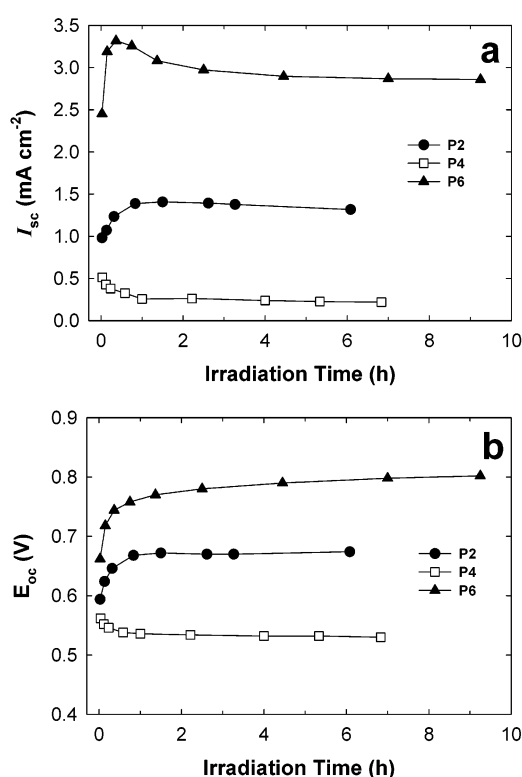 3.5
3.0
2.5
2.0
1.5
1.0
0.5
0.0
Isc (mA cm-2)
a
P2
P4
P6
0 2 4 6 8 10
Irradiation Time (h)
0.9
0.8
0.7
0.6
0.5
0.4
Eoc (V)
b
P2
P4
P6
0 2 4 6 8 10
Irradiation Time (h)